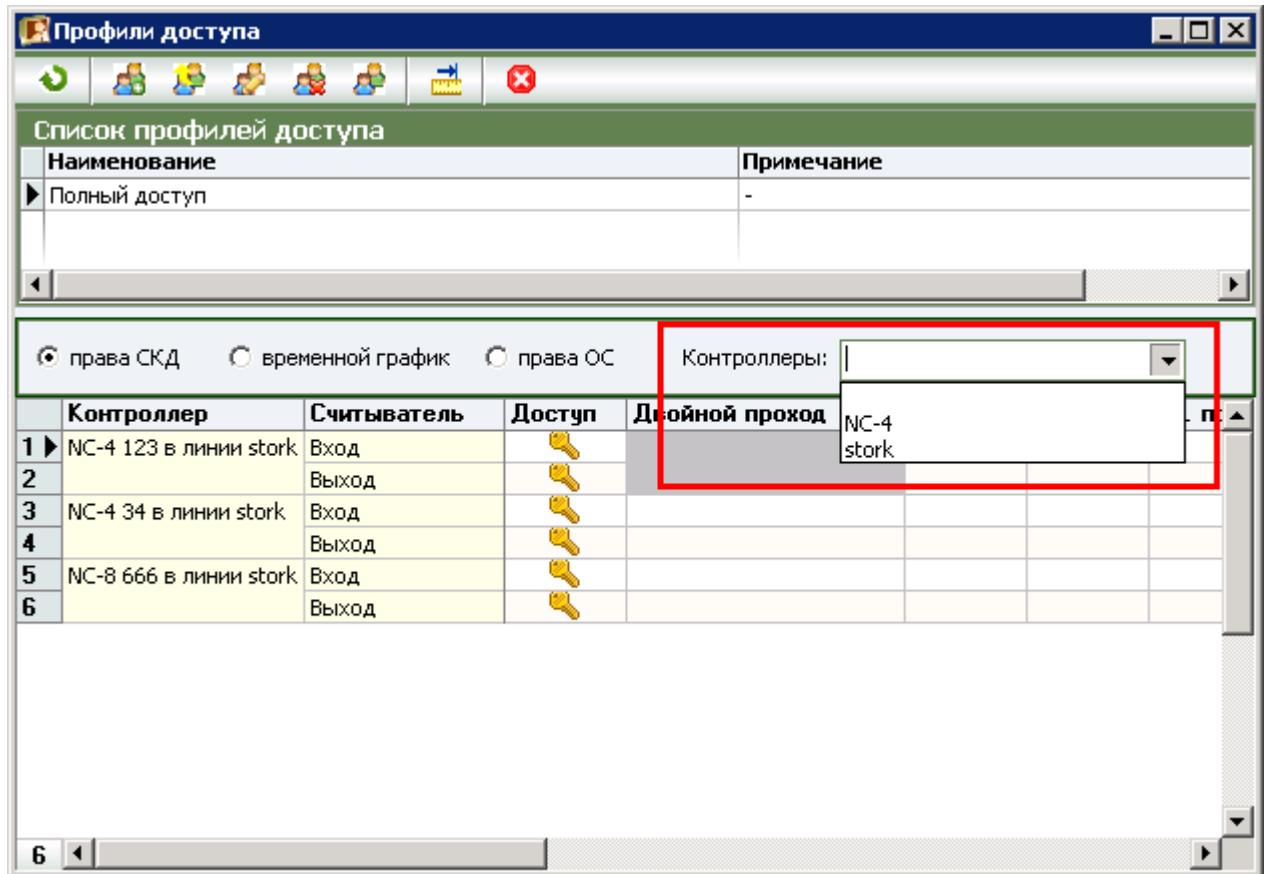 Профили доступа
Список профилей доступа
Наименование Примечание
Полный доступ -
права СКД временной график права ОС Контроллеры:
NC-4
stork
Контроллер Считыватель Доступ Двойной проход
1 NC-4 123 в линии stork Вход
2 Выход
3 NC-4 34 в линии stork Вход
4 Выход
5 NC-8 666 в линии stork Вход
6 Выход
6